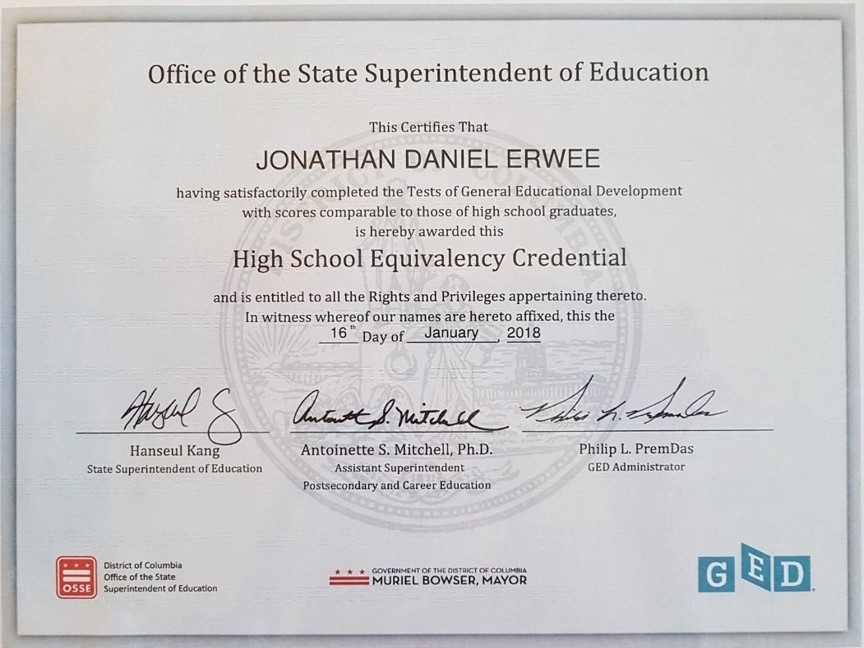 Office of the State Superintendent of Education
This Certifies That
JONATHAN DANIEL ERWEE
having satisfactorily completed the Tests of General Educational Development
with scores comparable to those of high school graduates,
is hereby awarded this
High School Equivalency Credential
and is entitled to all the Rights and Privileges appertaining thereto.
In witness whereof our names are hereto affixed, this the
16th Day of January, 2018
Hanseul Kang
State Superintendent of Education
Antoinette S. Mitchell, Ph.D.
Assistant Superintendent
Postsecondary and Career Education
Philip L. PremDas
GED Administrator
OSSE
District of Columbia
Office of the State
Superintendent of Education
GOVERNMENT OF THE DISTRICT OF COLUMBIA
MURIEL BOWSER, MAYOR
GED